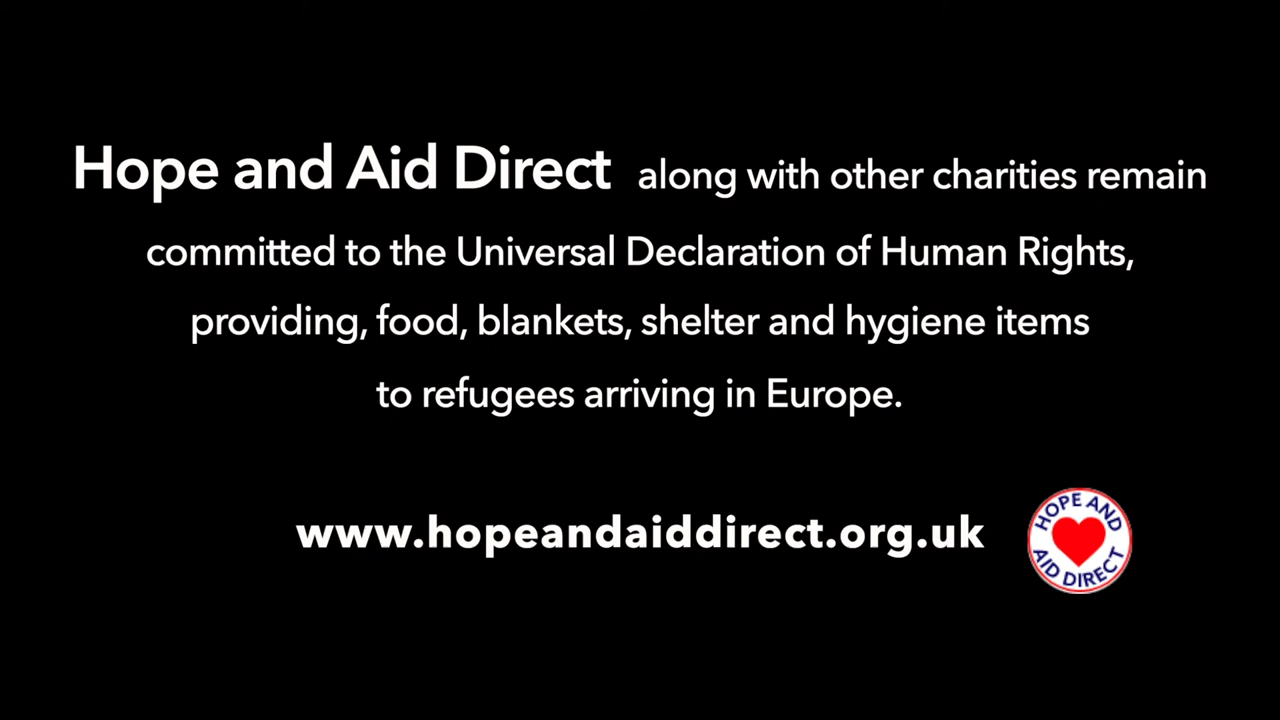 Hope and Aid Direct along with other charities remain
committed to the Universal Declaration of Human Rights,
providing, food, blankets, shelter and hygiene items
to refugees arriving in Europe.
www.hopeandaiddirect.org.uk
HOPE AND
AID DIRECT